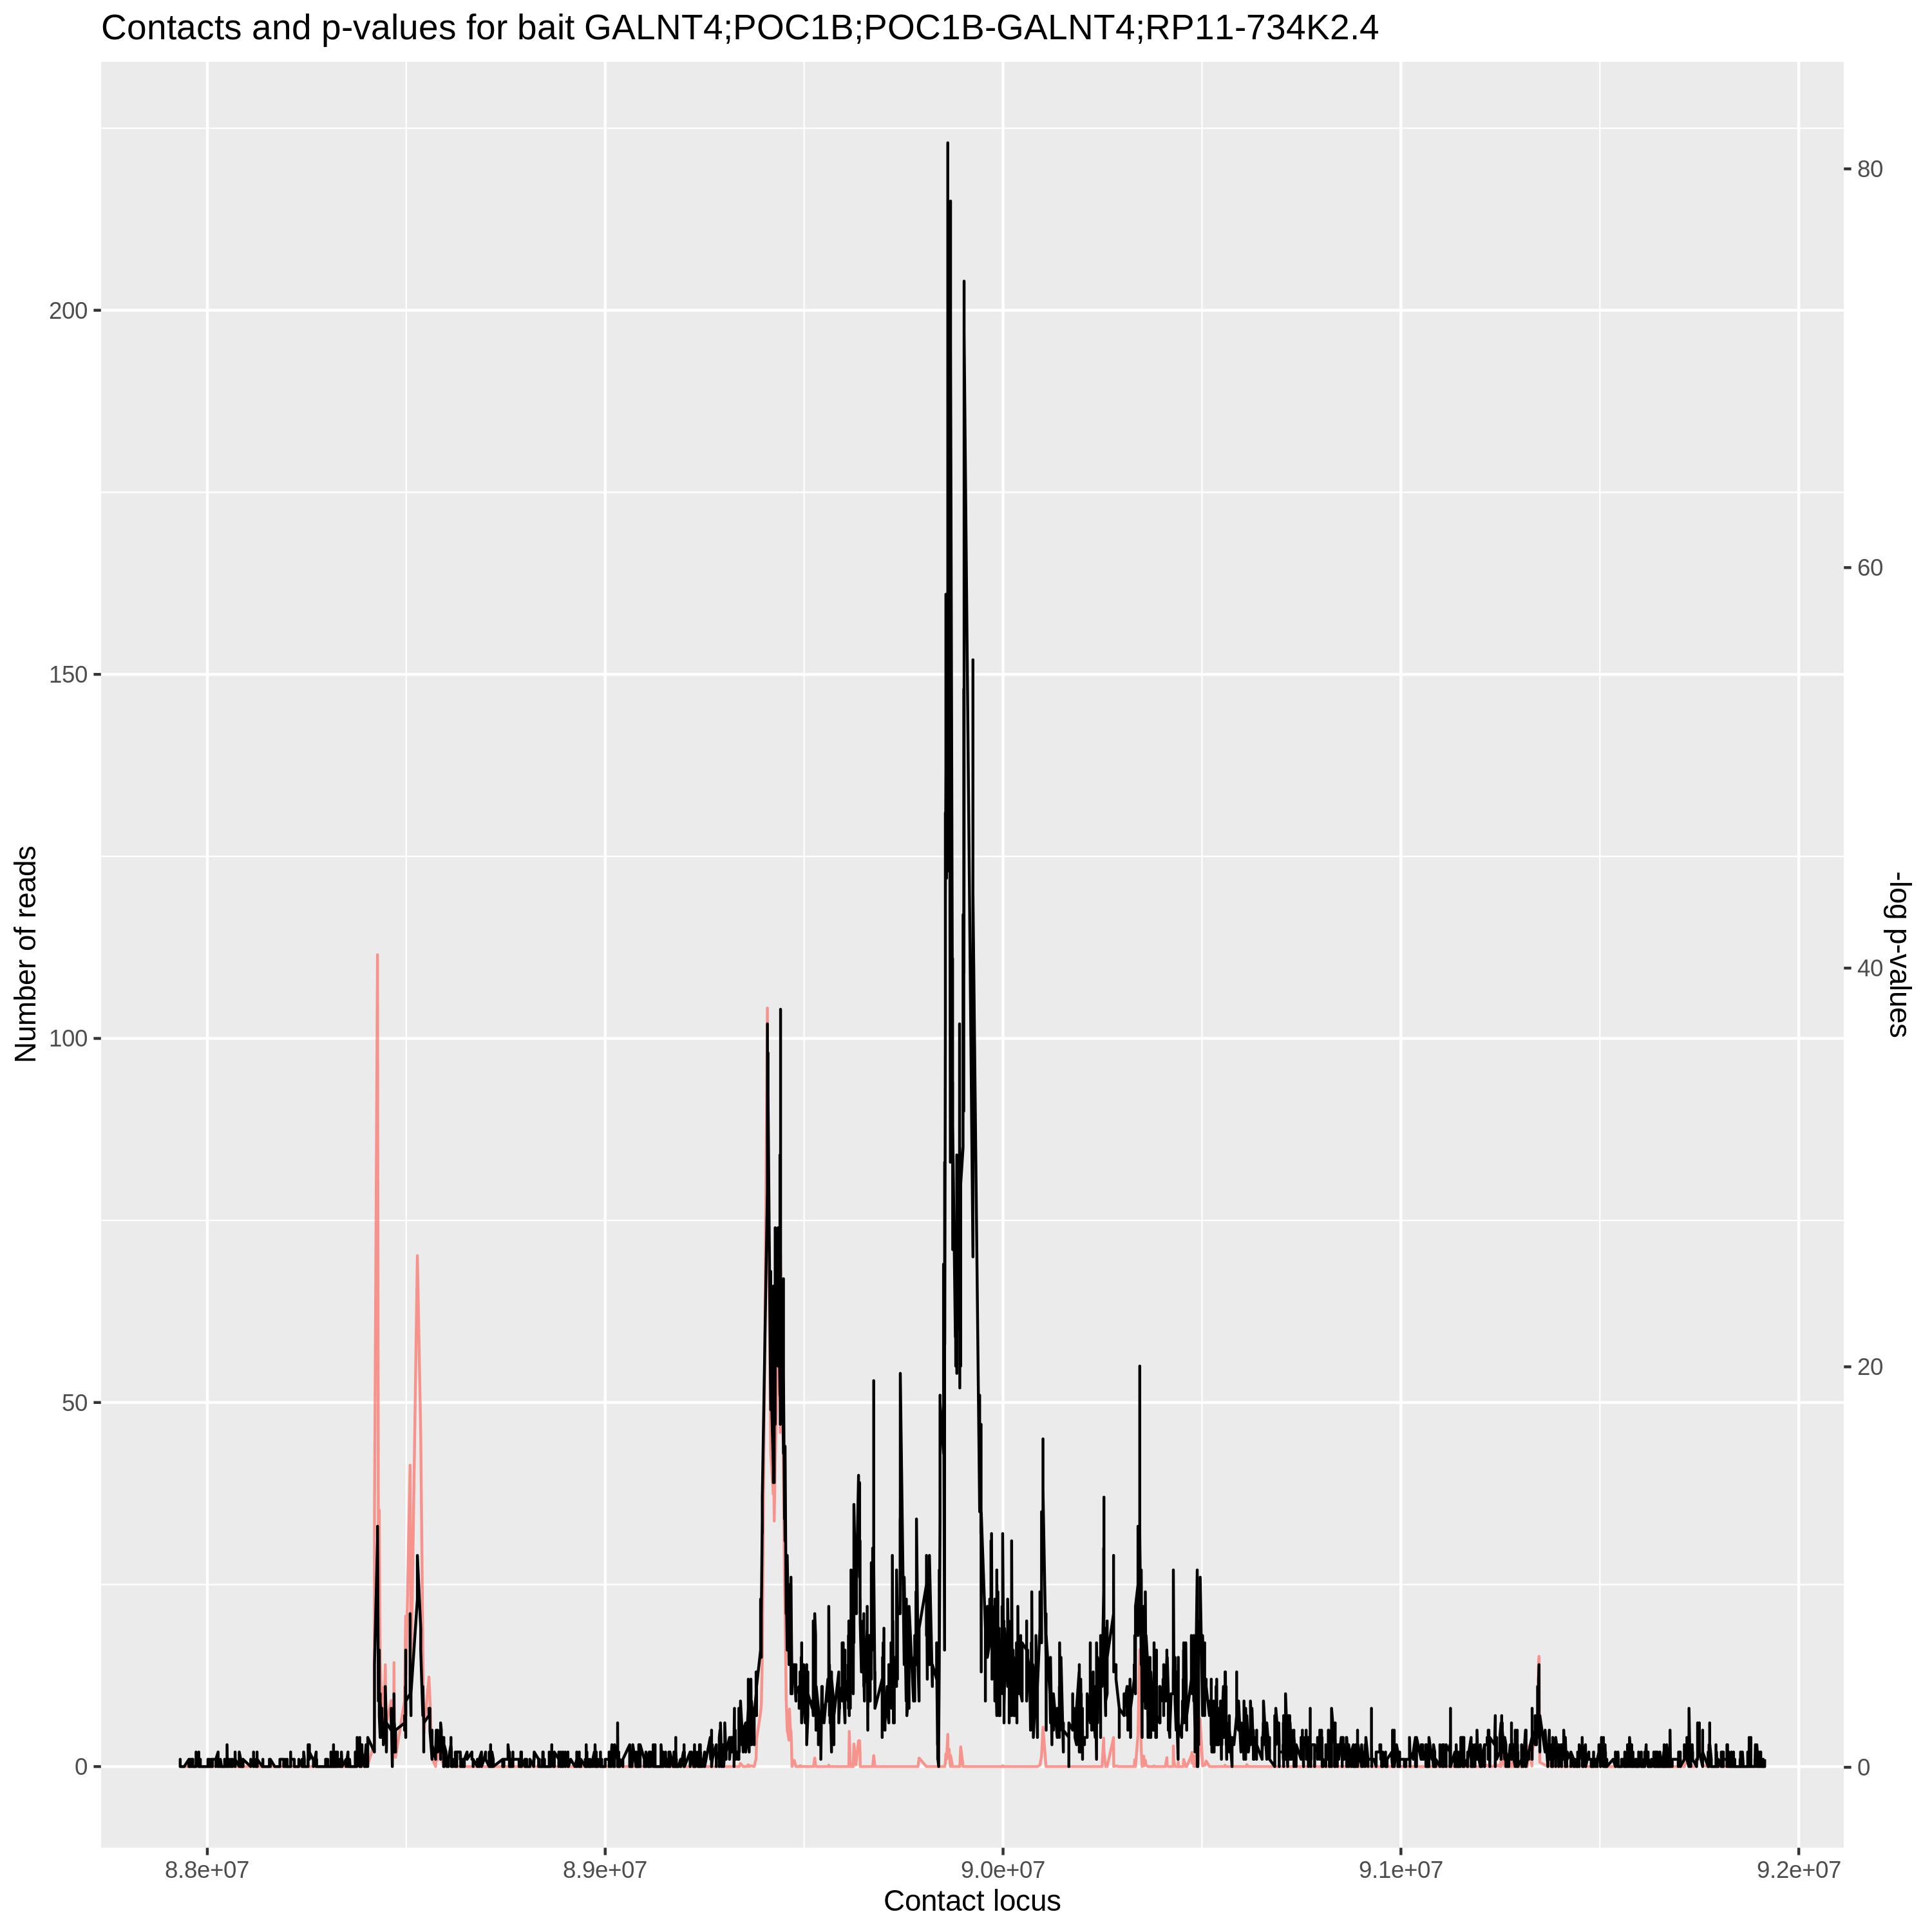 Contacts and p-values for bait GALNT4;POC1B;POC1B-GALNT4;RP11-734K2.4
Number of reads
200
150
100
50
0
80
60
40
20
0
-log p-values
8.8e+07 8.9e+07 9.0e+07 9.1e+07 9.2e+07
Contact locus